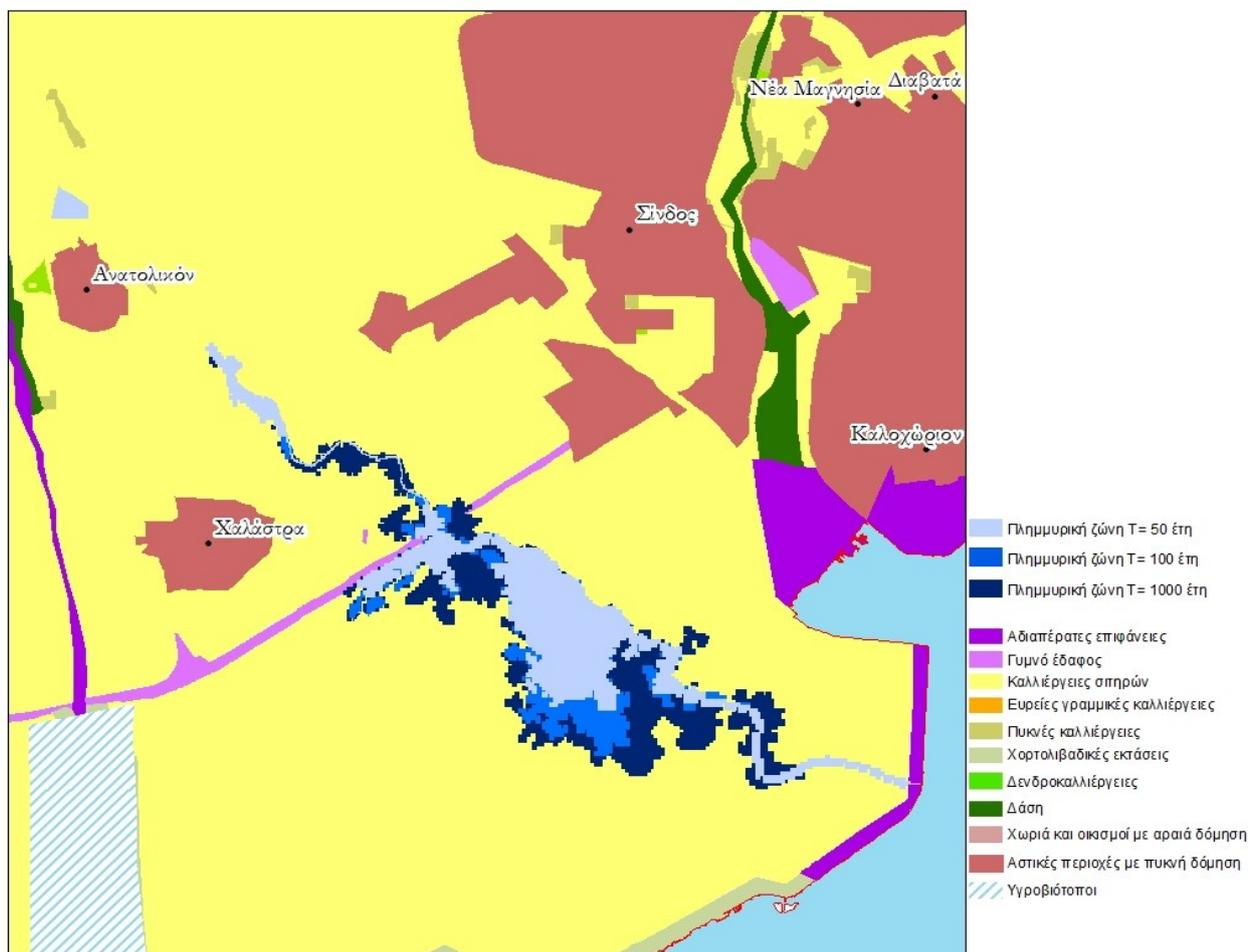 Νέα Μαγνησία
Διαβατά
Σίνδος
Ανατολικόν
Καλοχώριον
Χαλάστρα
Πλημμυρική ζώνη T= 50 έτη
Πλημμυρική ζώνη T= 100 έτη
Πλημμυρική ζώνη T= 1000 έτη
Αδιαπέρατες επιφάνειες
Γυμνό έδαφος
Καλλιέργειες σιτηρών
Ευρείες γραμμικές καλλιέργειες
Πυκνές καλλιέργειες
Χορτολιβαδικές εκτάσεις
Δενδροκαλλιέργειες
Δάση
Χωριά και οικισμοί με αραιά δόμηση
Αστικές περιοχές με πυκνή δόμηση
Υγροβιότοποι